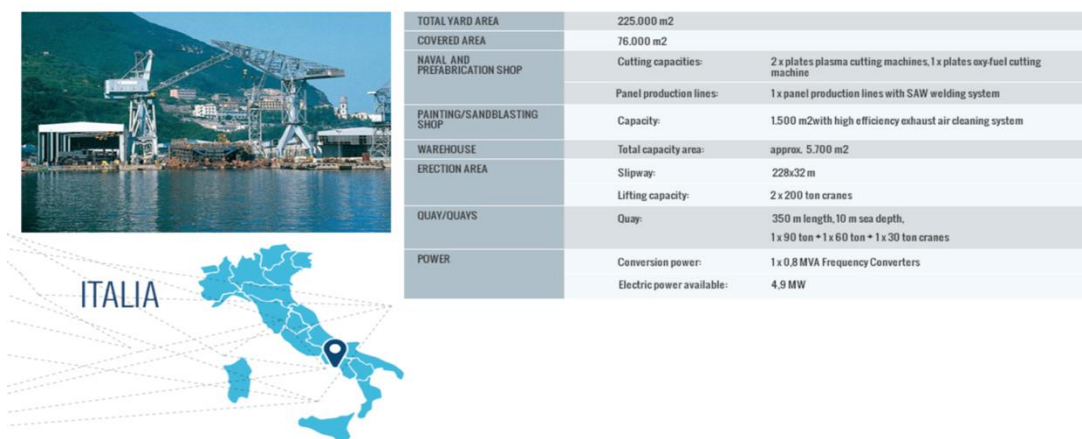 TOTAL YARD AREA 225.000 m2
COVERED AREA 76.000 m2
NAVAL AND
PREFABRICATION SHOP
Cutting capacities: 2 x plates plasma cutting machines, 1 x plates oxy-fuel cutting
machine
Panel production lines: 1 x panel production lines with SAW welding system
PAINTING/SANDBLASTING
SHOP
Capacity: 1.500 m2with high efficiency exhaust air cleaning system
WAREHOUSE Total capacity area: approx. 5.700 m2
ERECTION AREA Slipway: 228x32 m
Lifting capacity: 2 x 200 ton cranes
QUAY/QUAYS Quay: 350 m length, 10 m sea depth,
1 x 90 ton + 1 x 60 ton + 1 x 30 ton cranes
POWER Conversion power: 1 x 0,8 MVA Frequency Converters
Electric power available: 4,9 MW
ITALIA